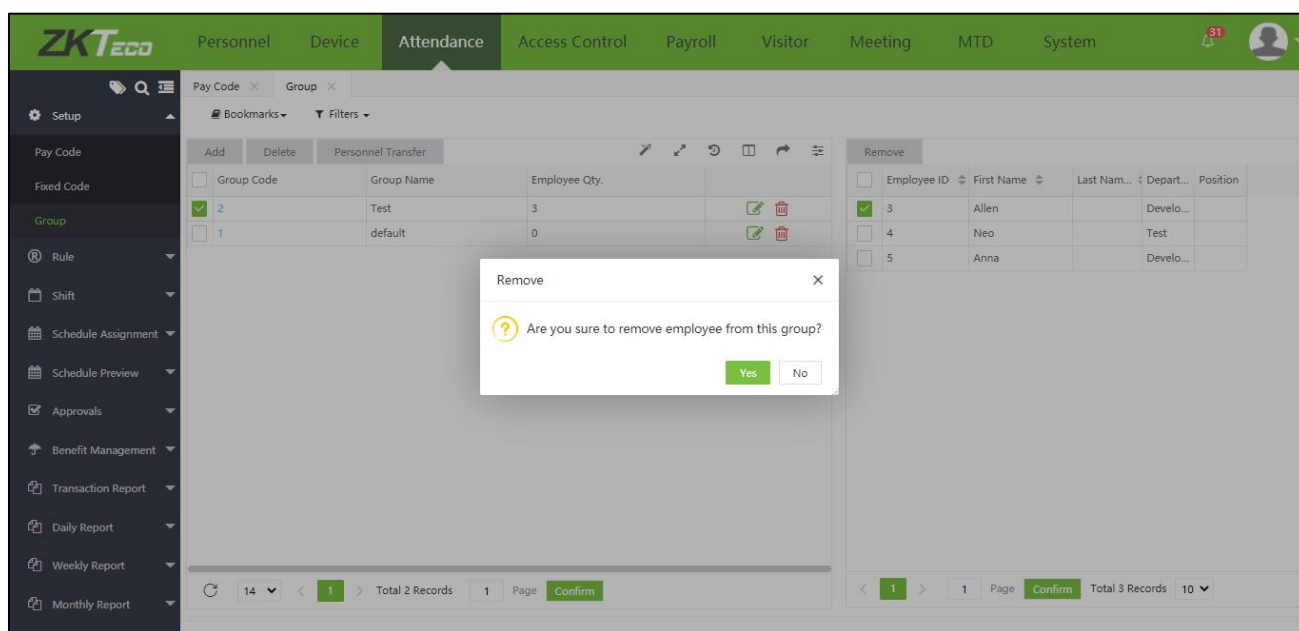 ZKTECO
Personnel Device Attendance Access Control Payroll Visitor Meeting MTD System
31
Pay Code Group
Bookmarks Filters
Setup
Pay Code
Fixed Code
Group
Rule
Shift
Schedule Assignment
Schedule Preview
Approvals
Benefit Management
Transaction Report
Daily Report
Weekly Report
Monthly Report
Add Delete Personnel Transfer
Group Code Group Name Employee Qty.
2 Test 3
1 default 0
Remove
Employee ID First Name Last Nam... Depart... Position
3 Allen Develo...
4 Neo Test
5 Anna Develo...
Remove
Are you sure to remove employee from this group?
Yes No
14 < 1 > Total 2 Records 1 Page Confirm
< 1 > 1 Page Confirm Total 3 Records 10